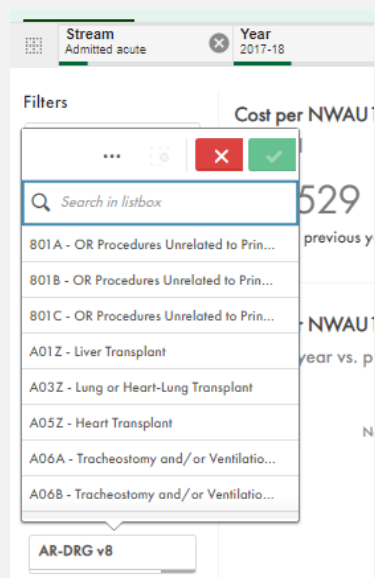 Stream
Admitted acute
Year
2017-18
Filters
Cost per NWAU
529
previous y
Search in listbox
801A - OR Procedures Unrelated to Prin...
801B - OR Procedures Unrelated to Prin...
801C - OR Procedures Unrelated to Prin...
A01Z - Liver Transplant
NWAU
A03Z - Lung or Heart-Lung Transplant
year vs. p
A05Z - Heart Transplant
N
A06A - Tracheostomy and/or Ventilatio...
A06B - Tracheostomy and/or Ventilatio...
AR-DRG v8